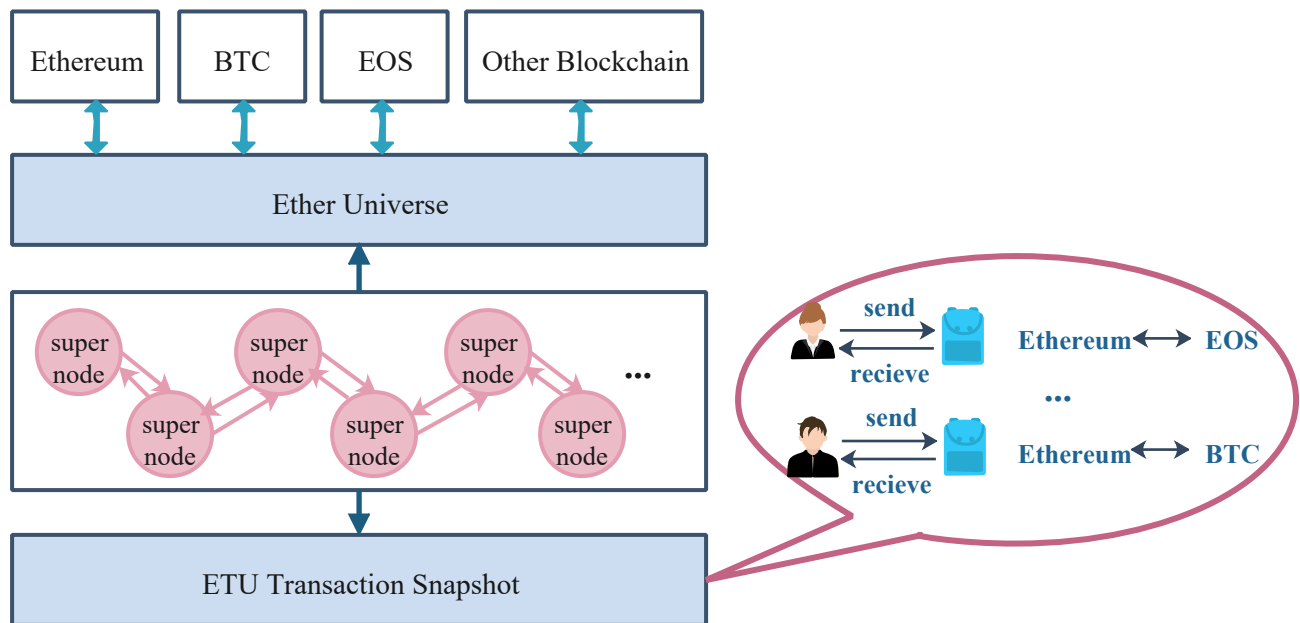 Ethereum
BTC
EOS
Other Blockchain
Ether Universe
super
node
super
node
super
node
...
super
node
super
node
super
node
ETU Transaction Snapshot
send
recieve
Ethereum
EOS
...
send
recieve
Ethereum
BTC